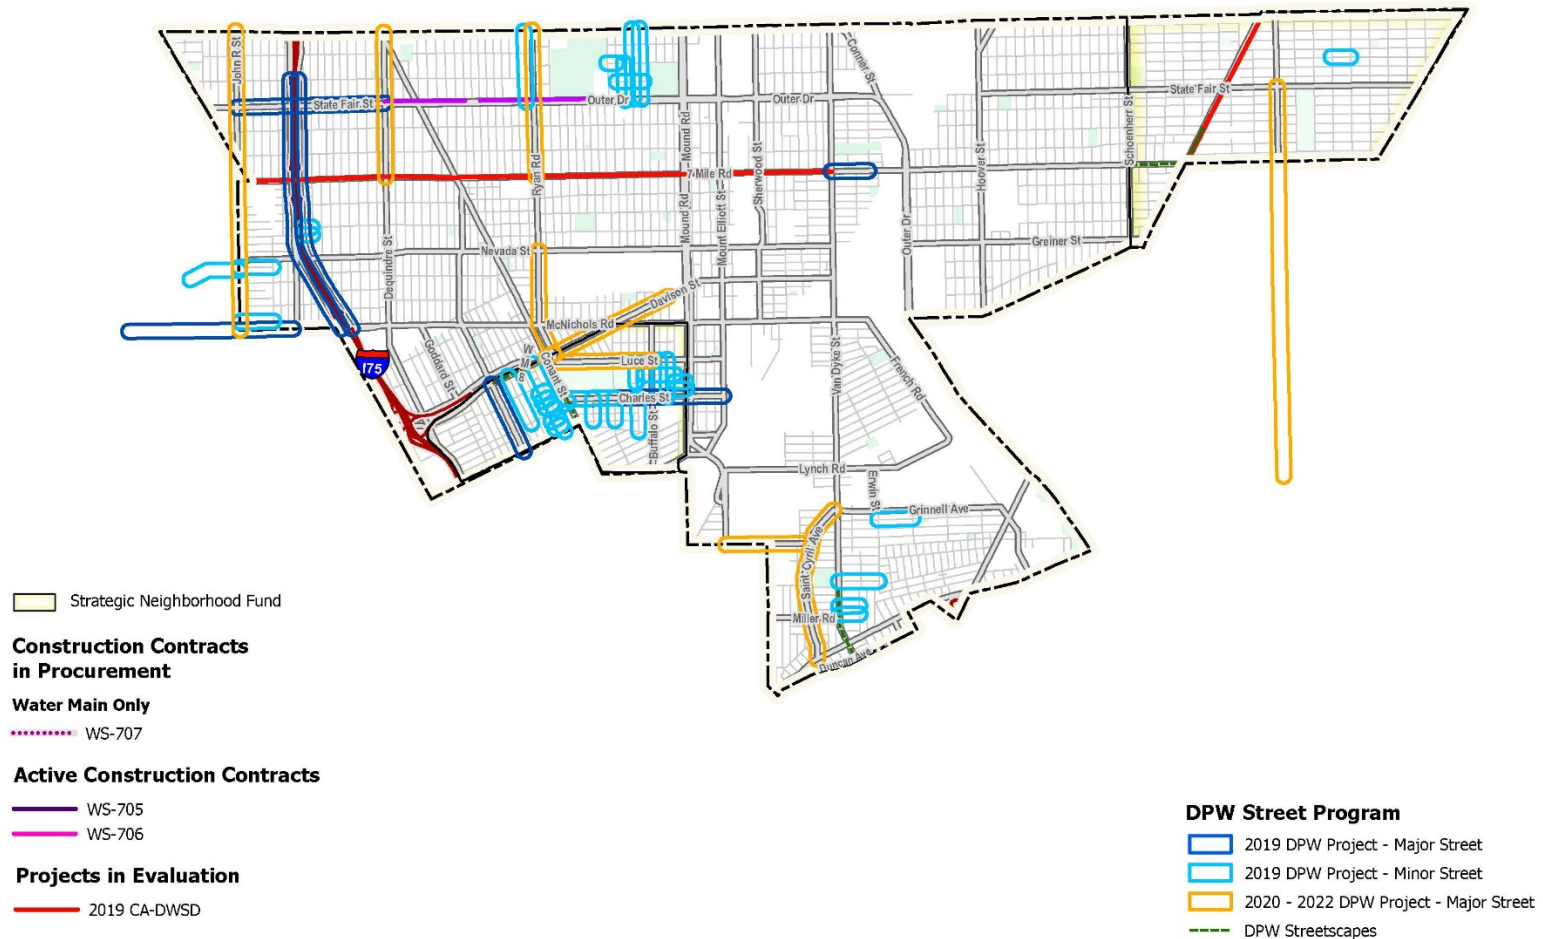 John R St
Conner St
State Fair St
Outer Dr
Outer Dr
State Fair St
Mound Rd
Sherwood St
Schoenherr St
Ryan Rd
7 Mile Rd
Hoover St
Mound Rd
Mount Elliott St
Outer Dr
Dequindre St
Nevada St
Greiner St
Davison St
McNichols Rd
Goddard St
I75
Conant St
Luce St
Van Dyke St
French Rd
Charles St
Buffalo St
Lynch Rd
Erwin St
Grinnell Ave
Saint Cyril Ave
Miller Rd
Duncan Ave
Strategic Neighborhood Fund
Construction Contracts
in Procurement
Water Main Only
WS-707
Active Construction Contracts
WS-705
WS-706
Projects in Evaluation
2019 CA-DWSD
DPW Street Program
2019 DPW Project - Major Street
2019 DPW Project - Minor Street
2020 - 2022 DPW Project - Major Street
DPW Streetscapes